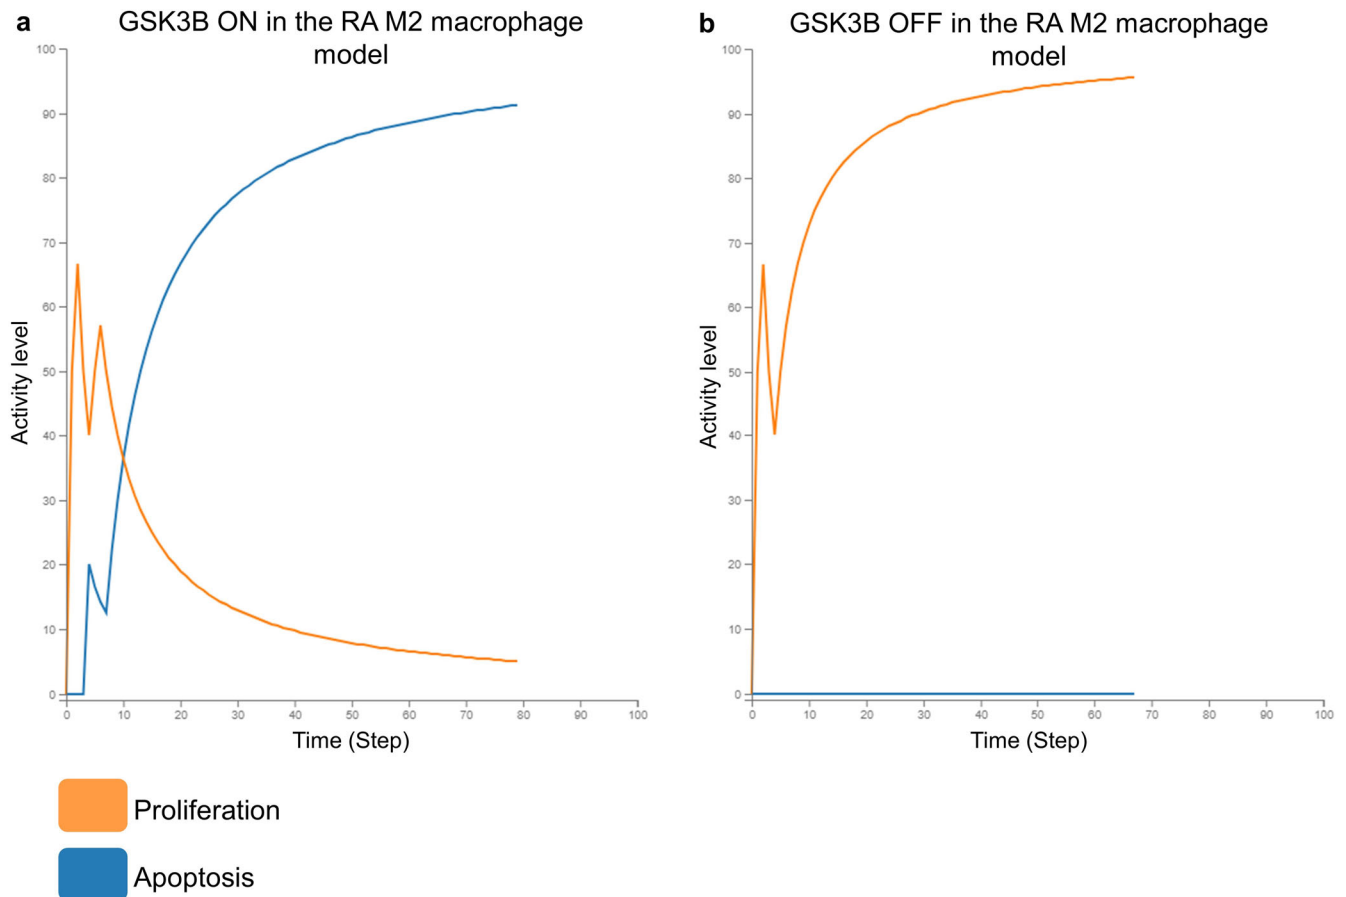 a
GSK3B ON in the RA M2 macrophage
model
100
90
80
70
60
50
40
30
20
10
0
Activity level
0 10 20 30 40 50 60 70 80 90 100
Time (Step)
b
GSK3B OFF in the RA M2 macrophage
model
100
90
80
70
60
50
40
30
20
10
0
Activity level
0 10 20 30 40 50 60 70 80 90 100
Time (Step)
Proliferation
Apoptosis